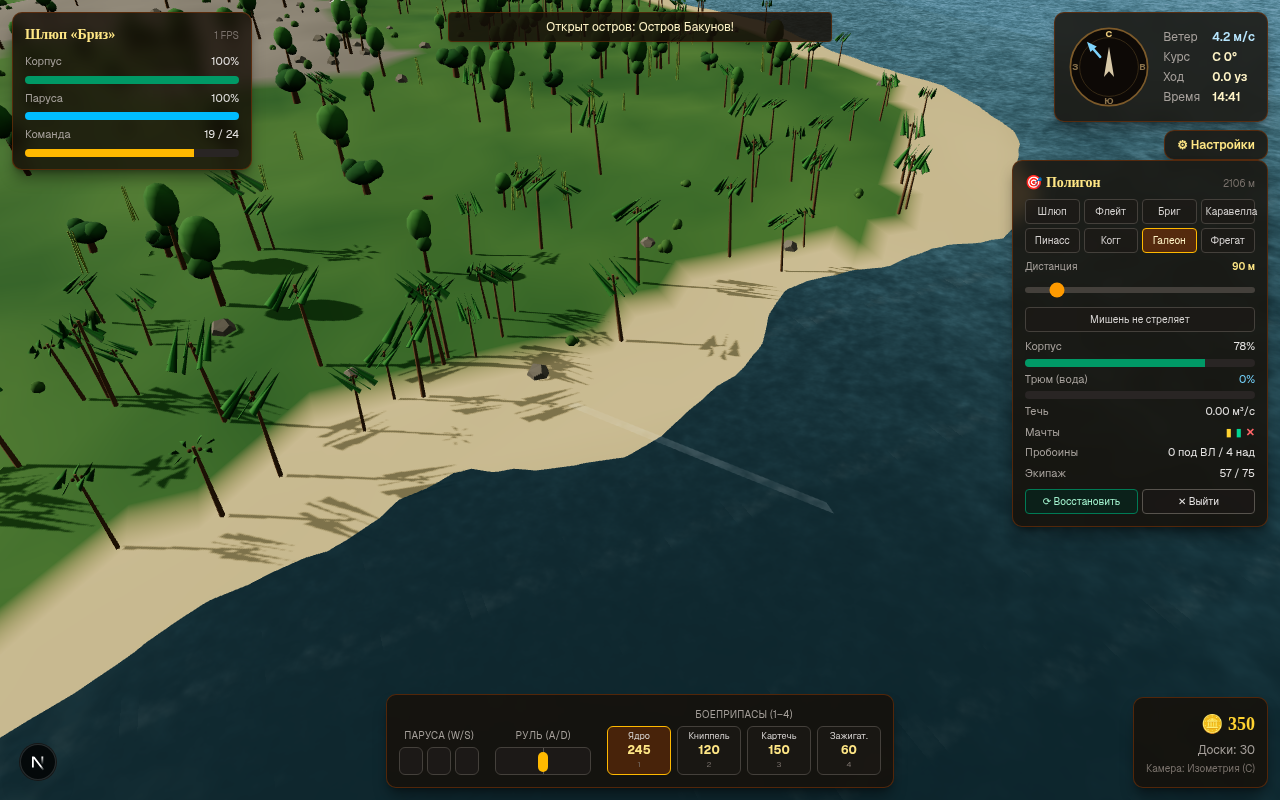 Шлюп «Бриз»
1 FPS
Корпус
100%
Паруса
100%
Команда
19 / 24
Открыт остров: Остров Бакунов!
С
З
В
Ю
Ветер
4.2 м/с
Курс
С 0°
Ход
0.0 уз
Время
14:41
⚙ Настройки
🎯 Полигон
2106 м
Шлюп
Флейт
Бриг
Каравелла
Пинасс
Когг
Галеон
Фрегат
Дистанция
90 м
Мишень не стреляет
Корпус
78%
Трюм (вода)
0%
Течь
0.00 м³/с
Мачты
✕
Пробоины
0 под ВЛ / 4 над
Экипаж
57 / 75
⟳ Восстановить
✕ Выйти
ПАРУСА (W/S)
РУЛЬ (A/D)
БОЕПРИПАСЫ (1–4)
Ядро
245
1
Книппель
120
2
Картечь
150
3
Зажигат.
60
4
🪙 350
Доски: 30
Камера: Изометрия (C)
N